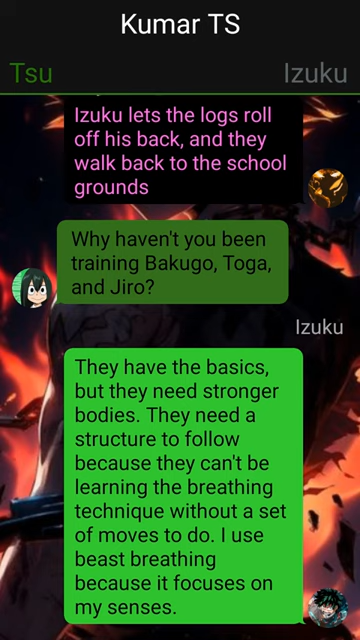 Kumar TS
Tsu
Izuku
Izuku lets the logs roll
off his back, and they
walk back to the school
grounds
Why haven't you been
training Bakugo, Toga,
and Jiro?
Izuku
They have the basics,
but they need stronger
bodies. They need a
structure to follow
because they can't be
learning the breathing
technique without a set
of moves to do. I use
beast breathing
because it focuses on
my senses.